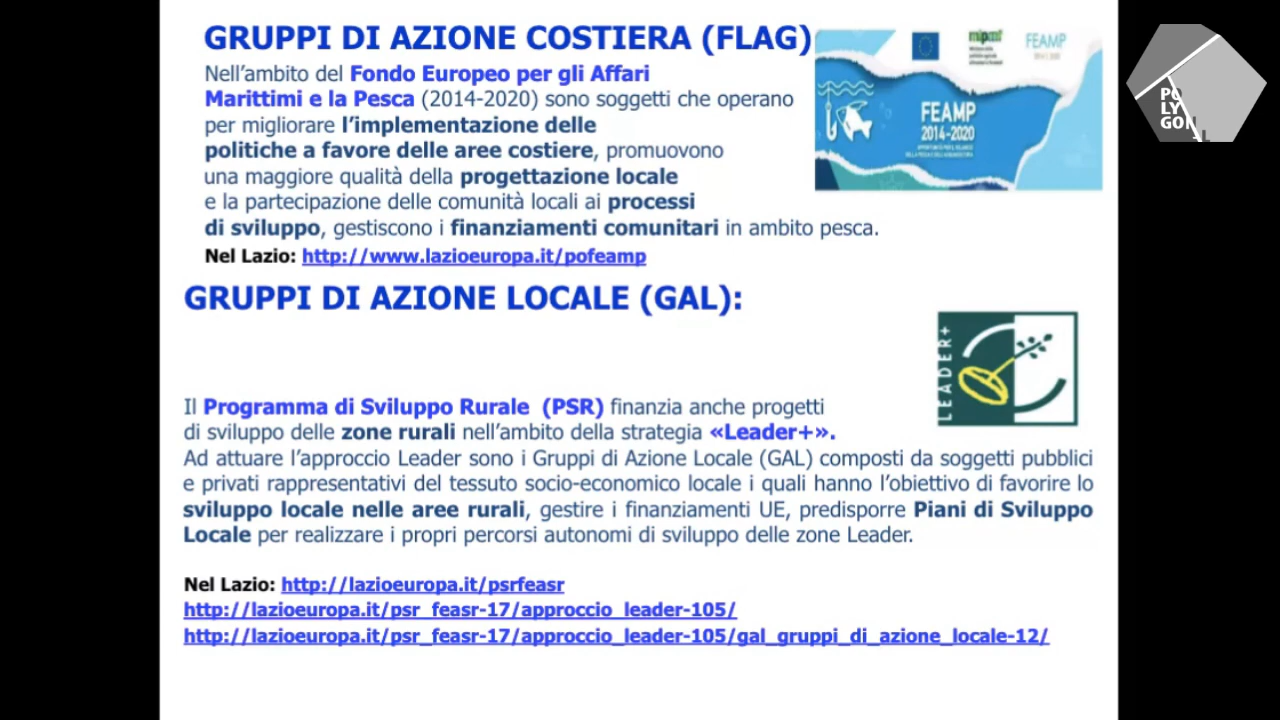 GRUPPI DI AZIONE COSTIERA (FLAG)
Nell'ambito del Fondo Europeo per gli Affari
Marittimi e la Pesca (2014-2020) sono soggetti che operano
per migliorare l'implementazione delle
politiche a favore delle aree costiere, promuovono
una maggiore qualità della progettazione locale
e la partecipazione delle comunità locali ai processi
di sviluppo, gestiscono i finanziamenti comunitari in ambito pesca.
Nel Lazio: http://www.lazioeuropa.it/pofeamp
mipaaf
FEAMP
FEAMP
2014-2020
PO
LY
GON
AL
GRUPPI DI AZIONE LOCALE (GAL):
LEADER+
Il Programma di Sviluppo Rurale (PSR) finanzia anche progetti
di sviluppo delle zone rurali nell'ambito della strategia «Leader+».
Ad attuare l'approccio Leader sono i Gruppi di Azione Locale (GAL) composti da soggetti pubblici
e privati rappresentativi del tessuto socio-economico locale i quali hanno l'obiettivo di favorire lo
sviluppo locale nelle aree rurali, gestire i finanziamenti UE, predisporre Piani di Sviluppo
Locale per realizzare i propri percorsi autonomi di sviluppo delle zone Leader.
Nel Lazio: http://lazioeuropa.it/psrfeasr
http://lazioeuropa.it/psr_feasr-17/approccio_leader-105/
http://lazioeuropa.it/psr_feasr-17/approccio_leader-105/gal_gruppi_di_azione_locale-12/